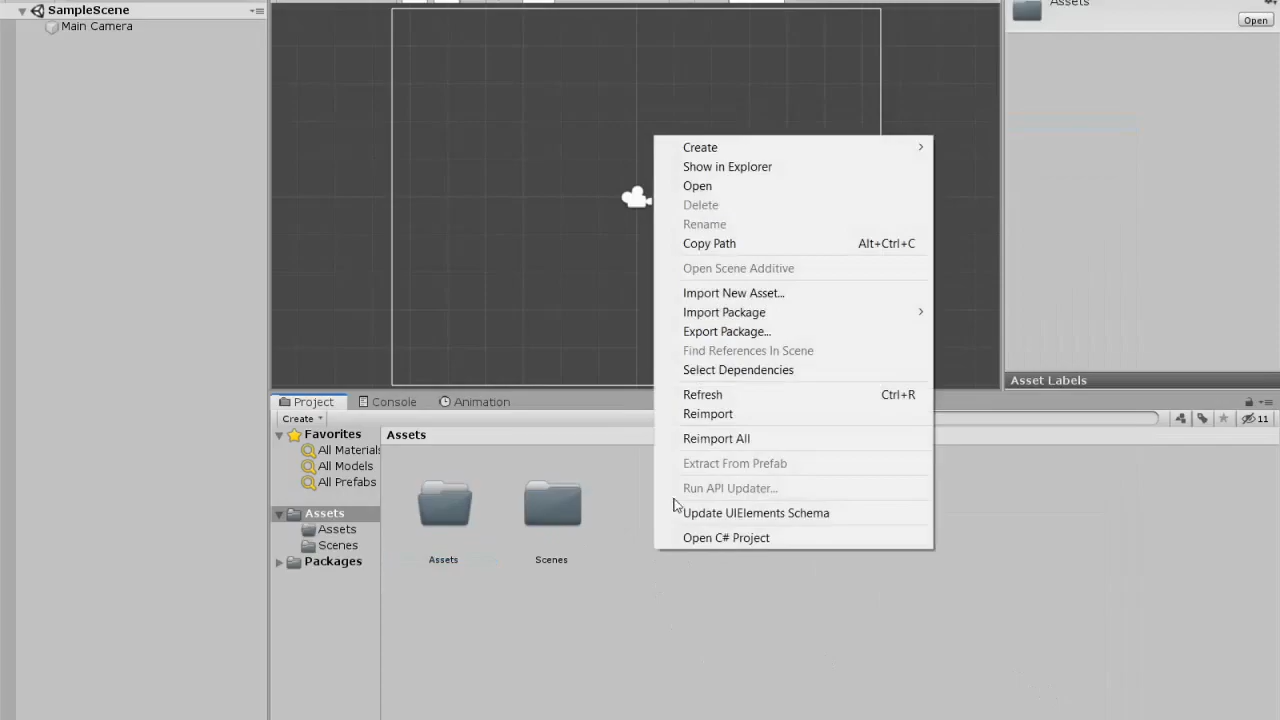 SampleScene
Main Camera
Assets
Open
Create
Show in Explorer
Open
Delete
Rename
Copy Path Alt+Ctrl+C
Open Scene Additive
Import New Asset...
Import Package
Export Package...
Find References In Scene
Select Dependencies
Refresh Ctrl+R
Reimport
Reimport All
Extract From Prefab
Run API Updater...
Update UIElements Schema
Open C# Project
Asset Labels
Project Console Animation
Create
11
Favorites
All Materials
All Models
All Prefabs
Assets
Assets
Scenes
Packages
Assets
Assets
Scenes